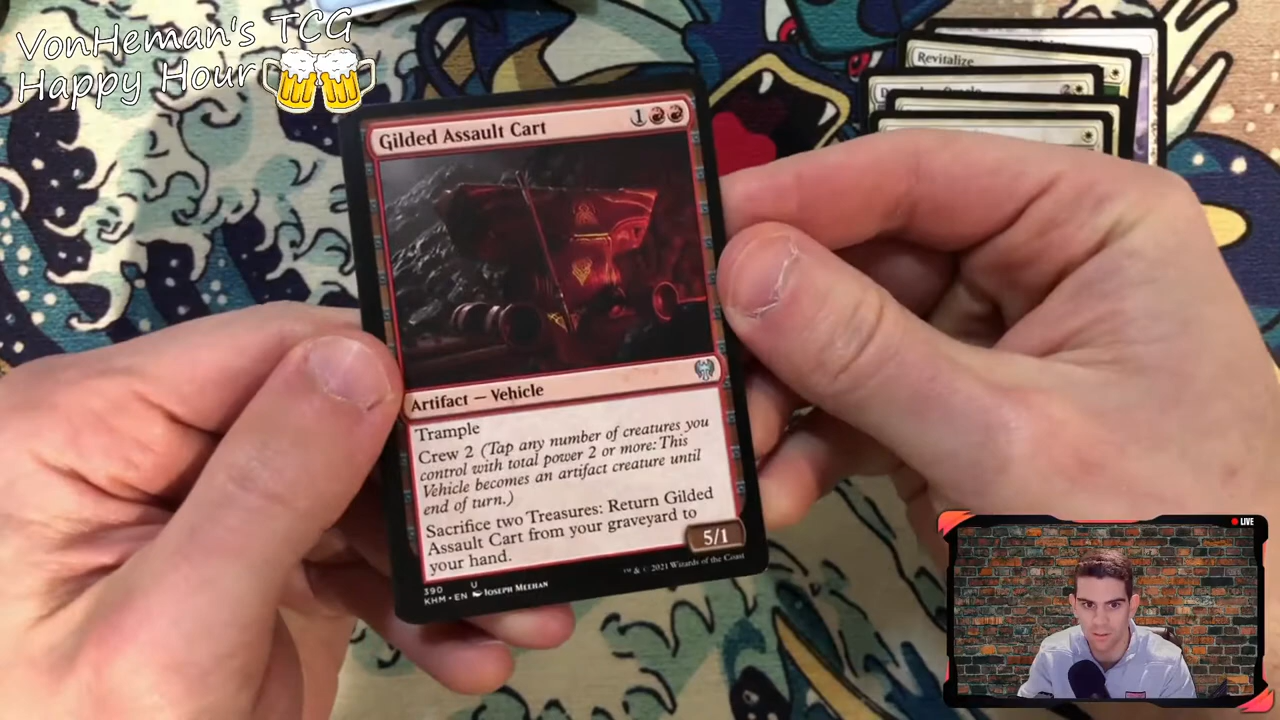 VonHeman's TCG
Happy Hour
Revitalize
2
Gilded Assault Cart
1
Artifact — Vehicle
Trample
Crew 2 (Tap any number of creatures you
control with total power 2 or more: This
Vehicle becomes an artifact creature until
end of turn.)
Sacrifice two Treasures: Return Gilded
Assault Cart from your graveyard to
your hand.
5/1
390 U
KHM • EN Joseph Meehan
™ & © 2021 Wizards of the Coast
LIVE